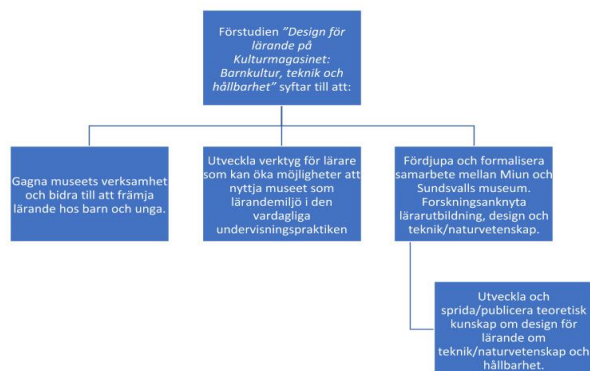 Förstudien "Design för
lärande på
Kulturmagasinet:
Barnkultur, teknik och
hållbarhet" syftar till att:
Gagna museets verksamhet
och bidra till att främja
lärande hos barn och unga.
Utveckla verktyg för lärare
som kan öka möjligheter att
nyttja museet som
lärandemiljö i den
vardagliga
undervisningspraktiken
Fördjupa och formalisera
samarbete mellan Miun och
Sundsvalls museum.
Forskningsanknyta
lärarutbildning, design och
teknik/naturvetenskap.
Utveckla och
sprida/publicera teoretisk
kunskap om design för
lärande om
teknik/naturvetenskap och
hållbarhet.